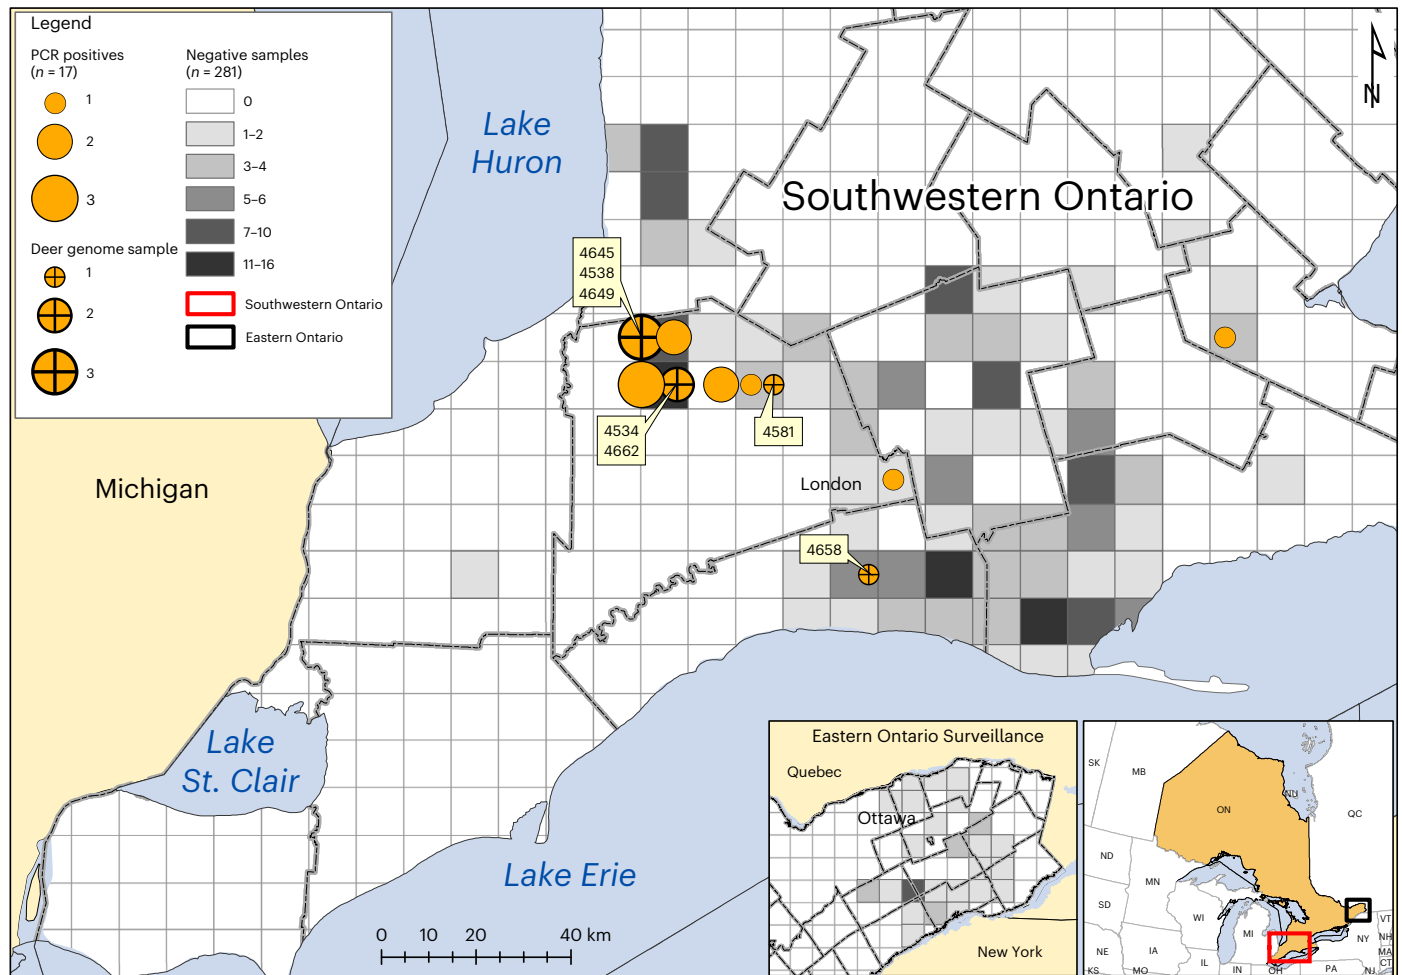 Legend
PCR positives
(n = 17)
1
2
3
Deer genome sample
1
2
3
Negative samples
(n = 281)
0
1–2
3–4
5–6
7–10
11–16
Southwestern Ontario
Eastern Ontario
Lake
Huron
Southwestern Ontario
N
4645
4538
4649
4534
4662
4581
London
4658
Michigan
Lake
St. Clair
Lake Erie
0 10 20 40 km
Eastern Ontario Surveillance
Quebec
Ottawa
New York
SK
MB
ON
NU
QC
ND
MN
SD
WI
MI
NY
VT
NH
MA
CT
NE
IA
IL
IN
OH
PA
NJ
KS
MO